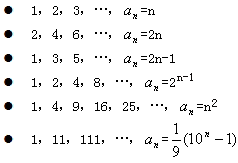 ● 1, 2, 3, …, aₙ=n
● 2, 4, 6, …, aₙ=2n
● 1, 3, 5, …, aₙ=2n-1
● 1, 2, 4, 8, …, aₙ=2ⁿ⁻¹
● 1, 4, 9, 16, 25, …, aₙ=n²
● 1, 11, 111, …, aₙ=1/9(10ⁿ-1)